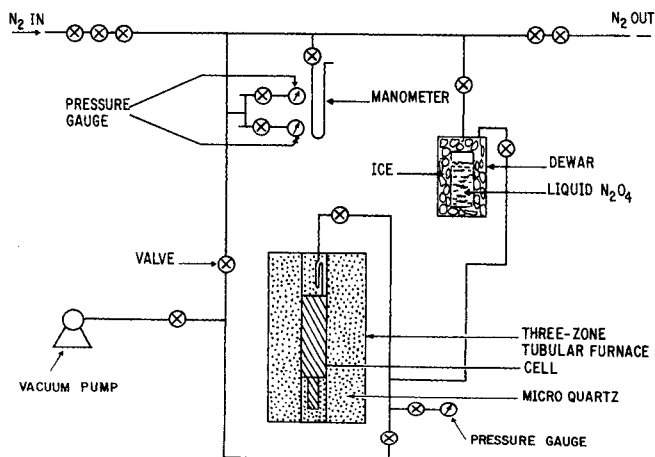 N2 IN
N2 OUT
PRESSURE
GAUGE
MANOMETER
ICE
DEWAR
LIQUID N2O4
VALVE
THREE-ZONE
TUBULAR FURNACE
CELL
VACUUM PUMP
MICRO QUARTZ
PRESSURE GAUGE